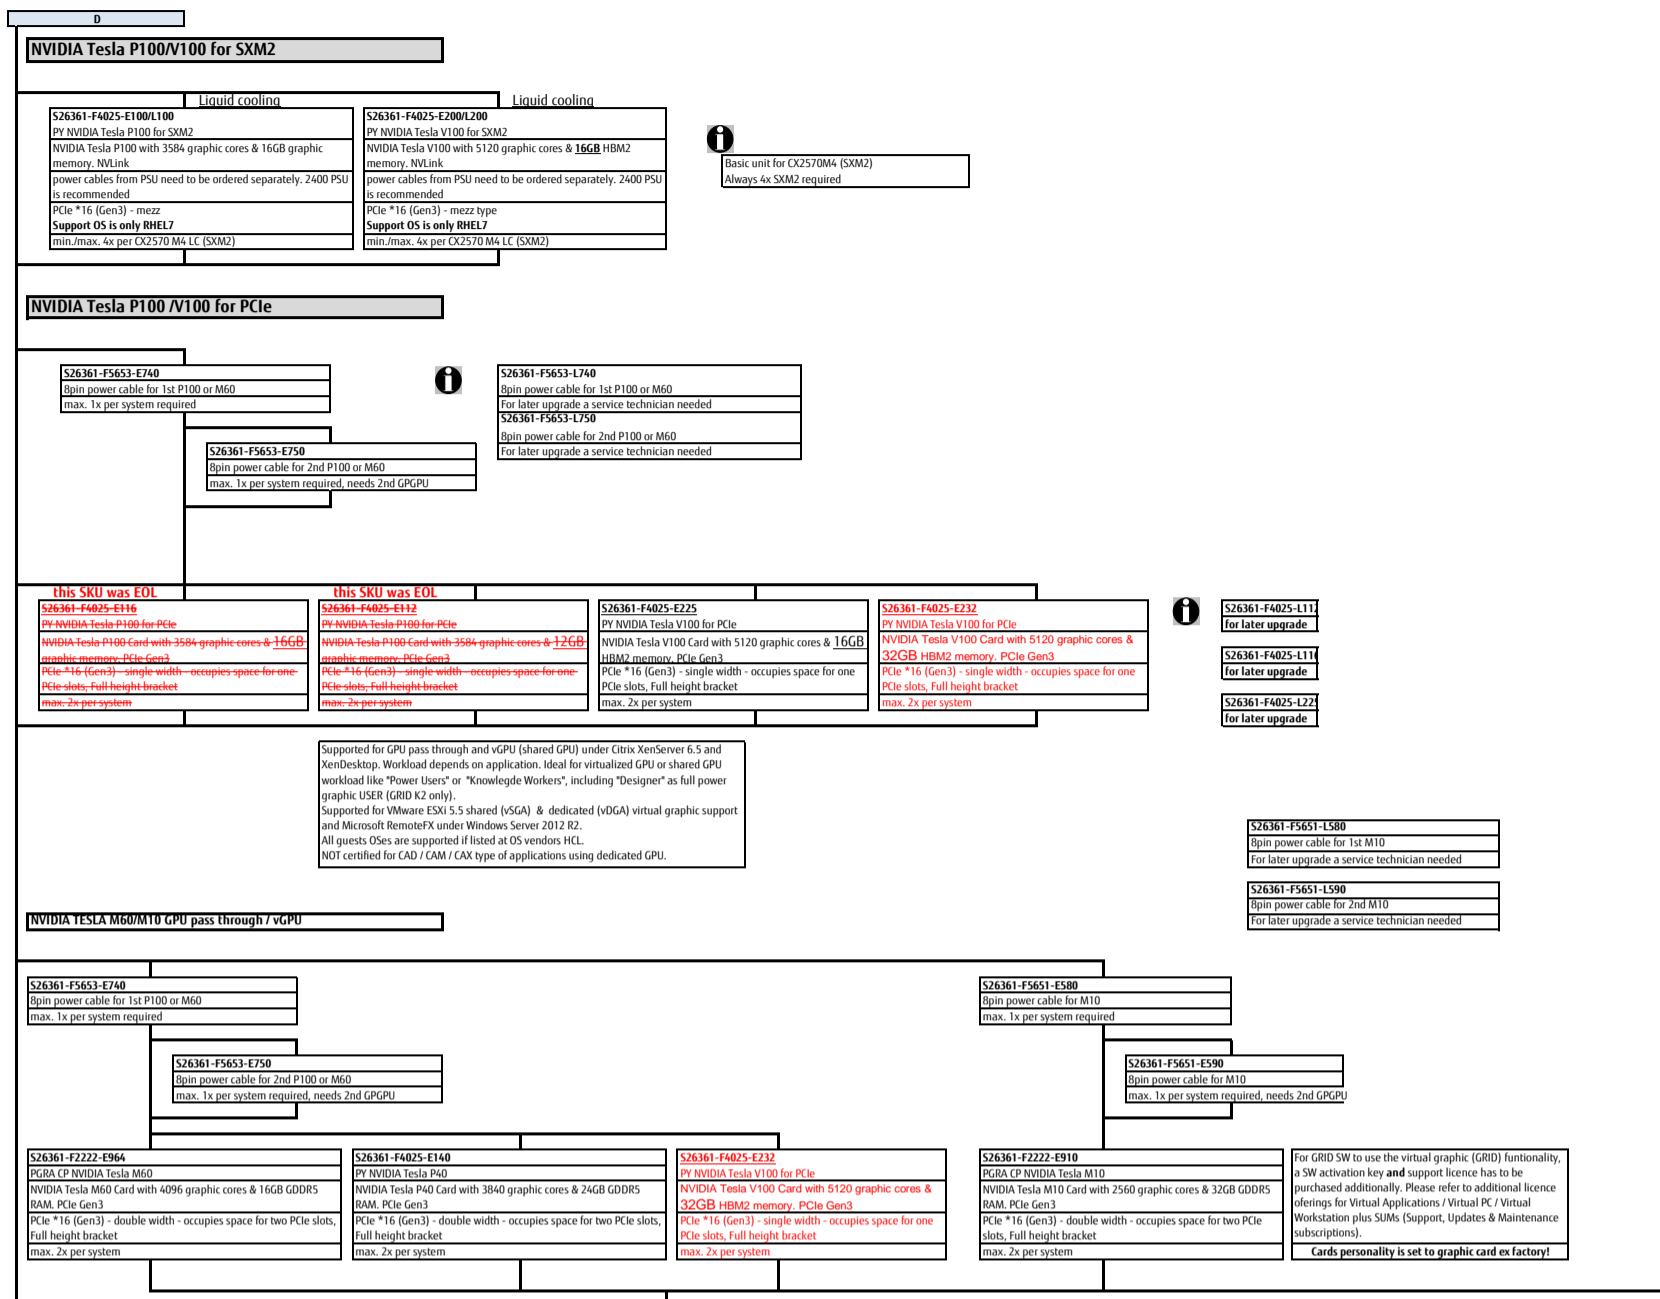 D
NVIDIA Tesla P100/V100 for SXM2
Liquid cooling
Liquid cooling
S26361-F4025-E100/L100
PY NVIDIA Tesla P100 for SXM2
NVIDIA Tesla P100 with 3584 graphic cores & 16GB graphic
memory. NVLink
power cables from PSU need to be ordered separately. 2400 PSU
is recommended
PCIe *16 (Gen3) - mezz
Support OS is only RHEL7
min./max. 4x per CX2570 M4 LC (SXM2)
S26361-F4025-E200/L200
PY NVIDIA Tesla V100 for SXM2
NVIDIA Tesla V100 with 5120 graphic cores & 16GB HBM2
memory. NVLink
power cables from PSU need to be ordered separately. 2400 PSU
is recommended
PCIe *16 (Gen3) - mezz type
Support OS is only RHEL7
min./max. 4x per CX2570 M4 LC (SXM2)
Basic unit for CX2570M4 (SXM2)
Always 4x SXM2 required
NVIDIA Tesla P100 /V100 for PCIe
S26361-F5653-E740
8pin power cable for 1st P100 or M60
max. 1x per system required
S26361-F5653-E750
8pin power cable for 2nd P100 or M60
max. 1x per system required, needs 2nd GPGPU
S26361-F5653-L740
8pin power cable for 1st P100 or M60
For later upgrade a service technician needed
S26361-F5653-L750
8pin power cable for 2nd P100 or M60
For later upgrade a service technician needed
this SKU was EOL
S26361-F4025-E116
PY NVIDIA Tesla P100 for PCIe
NVIDIA Tesla P100 Card with 3584 graphic cores & 16GB
graphic memory. PCIe Gen3
PCIe *16 (Gen3) - single width - occupies space for one
PCIe slots, Full height bracket
max. 2x per system
this SKU was EOL
S26361-F4025-E112
PY NVIDIA Tesla P100 for PCIe
NVIDIA Tesla P100 Card with 3584 graphic cores & 12GB
graphic memory. PCIe Gen3
PCIe *16 (Gen3) - single width - occupies space for one
PCIe slots, Full height bracket
max. 2x per system
S26361-F4025-E225
PY NVIDIA Tesla V100 for PCIe
NVIDIA Tesla V100 Card with 5120 graphic cores & 16GB
HBM2 memory. PCIe Gen3
PCIe *16 (Gen3) - single width - occupies space for one
PCIe slots, Full height bracket
max. 2x per system
S26361-F4025-E232
PY NVIDIA Tesla V100 for PCIe
NVIDIA Tesla V100 Card with 5120 graphic cores &
32GB HBM2 memory. PCIe Gen3
PCIe *16 (Gen3) - single width - occupies space for one
PCIe slots, Full height bracket
max. 2x per system
S26361-F4025-L112
for later upgrade
S26361-F4025-L116
for later upgrade
S26361-F4025-L225
for later upgrade
Supported for GPU pass through and vGPU (shared GPU) under Citrix XenServer 6.5 and
XenDesktop. Workload depends on application. Ideal for virtualized GPU or shared GPU
workload like "Power Users" or "Knowlegde Workers", including "Designer" as full power
graphic USER (GRID K2 only).
Supported for VMware ESXi 5.5 shared (vSGA) & dedicated (vDGA) virtual graphic support
and Microsoft RemoteFX under Windows Server 2012 R2.
All guests OSes are supported if listed at OS vendors HCL.
NOT certified for CAD / CAM / CAX type of applications using dedicated GPU.
S26361-F5651-L580
8pin power cable for 1st M10
For later upgrade a service technician needed
S26361-F5651-L590
8pin power cable for 2nd M10
For later upgrade a service technician needed
NVIDIA TESLA M60/M10 GPU pass through / vGPU
S26361-F5653-E740
8pin power cable for 1st P100 or M60
max. 1x per system required
S26361-F5653-E750
8pin power cable for 2nd P100 or M60
max. 1x per system required, needs 2nd GPGPU
S26361-F5651-E580
8pin power cable for M10
max. 1x per system required
S26361-F5651-E590
8pin power cable for M10
max. 1x per system required, needs 2nd GPGPU
S26361-F2222-E964
PGRA CP NVIDIA Tesla M60
NVIDIA Tesla M60 Card with 4096 graphic cores & 16GB GDDR5
RAM. PCIe Gen3
PCIe *16 (Gen3) - double width - occupies space for two PCIe slots,
Full height bracket
max. 2x per system
S26361-F4025-E140
PY NVIDIA Tesla P40
NVIDIA Tesla P40 Card with 3840 graphic cores & 24GB GDDR5
RAM. PCIe Gen3
PCIe *16 (Gen3) - double width - occupies space for two PCIe slots,
Full height bracket
max. 2x per system
S26361-F4025-E232
PY NVIDIA Tesla V100 for PCIe
NVIDIA Tesla V100 Card with 5120 graphic cores &
32GB HBM2 memory. PCIe Gen3
PCIe *16 (Gen3) - single width - occupies space for one
PCIe slots, Full height bracket
max. 2x per system
S26361-F2222-E910
PGRA CP NVIDIA Tesla M10
NVIDIA Tesla M10 Card with 2560 graphic cores & 32GB GDDR5
RAM. PCIe Gen3
PCIe *16 (Gen3) - double width - occupies space for two PCIe
slots, Full height bracket
max. 2x per system
For GRID SW to use the virtual graphic (GRID) funtionality,
a SW activation key and support licence has to be
purchased additionally. Please refer to additional licence
oferings for Virtual Applications / Virtual PC / Virtual
Workstation plus SUMs (Support, Updates & Maintenance
subscriptions).
Cards personality is set to graphic card ex factory!